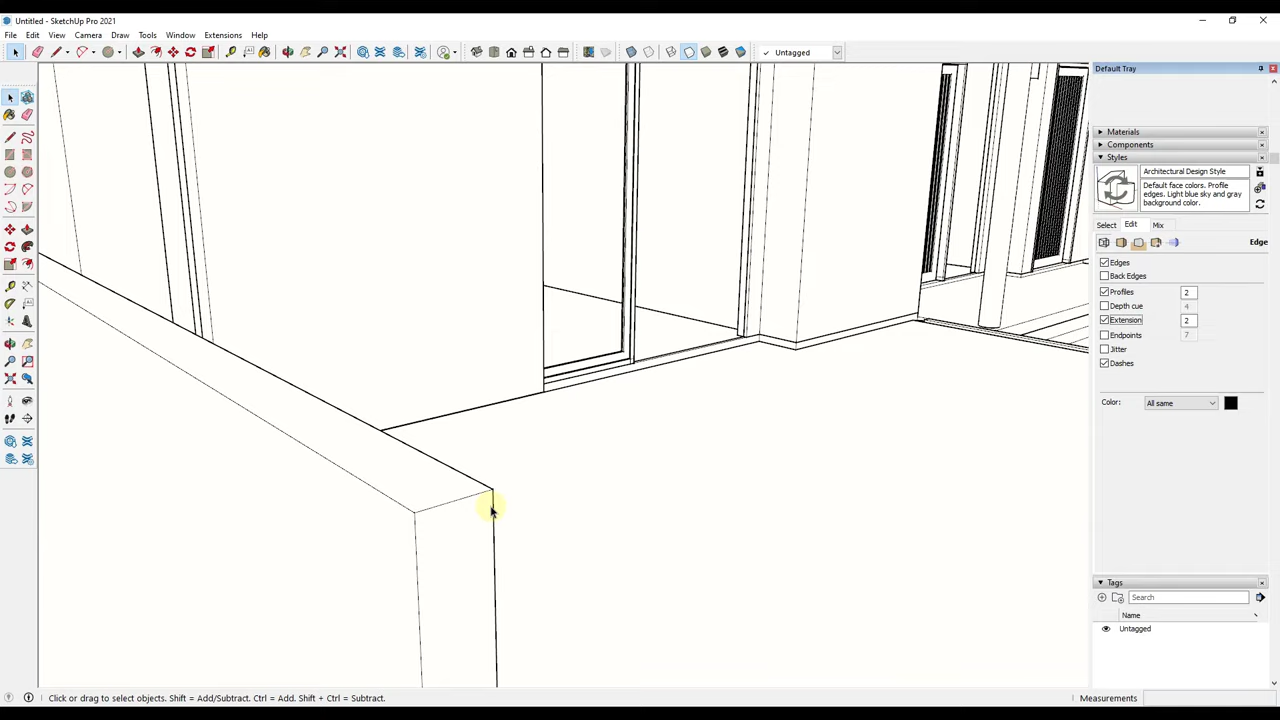 Untitled - SketchUp Pro 2021
File Edit View Camera Draw Tools Window Extensions Help
✓ Untagged
Default Tray
Materials
Components
Styles
Architectural Design Style
Default face colors. Profile
edges. Light blue sky and gray
background color.
Select Edit Mix
Edge
Edges
Back Edges
Profiles 2
Depth cue 4
Extension 2
Endpoints 7
Jitter
Dashes
Color: All same
Tags
Search
Name
Untagged
Click or drag to select objects. Shift = Add/Subtract. Ctrl = Add. Shift + Ctrl = Subtract.
Measurements